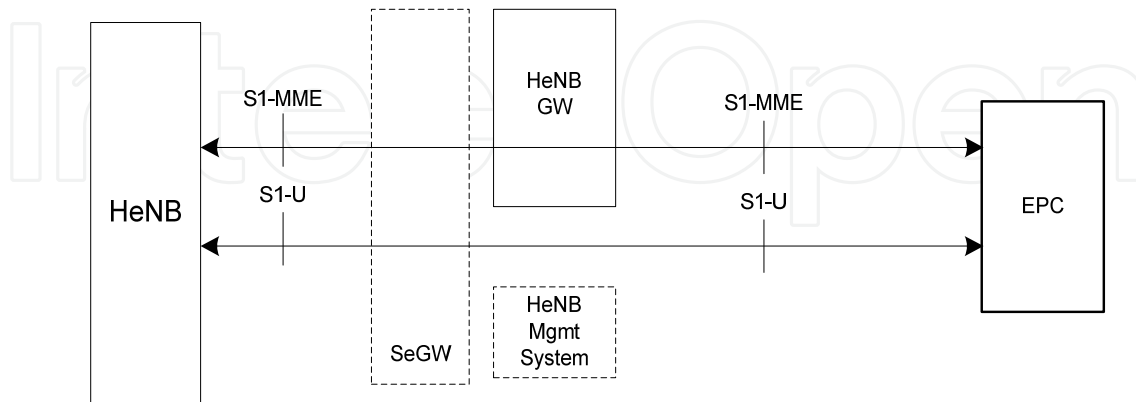 IntechOpen
HeNB
GW
S1-MME
S1-MME
S1-U
S1-U
HeNB
EPC
HeNB
Mgmt
System
SeGW